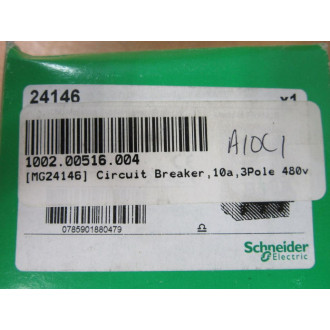 24146 x1
1002.00516.004
A10C1
[MG24146] Circuit Breaker,10a,3Pole 480v
0785901880479
Schneider
Electric